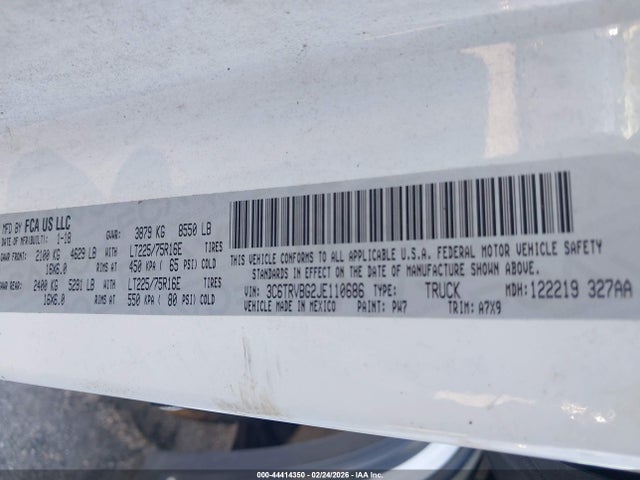 MFD BY FCA US LLC
DATE OF MFR(BUILT): 1-18 GVWR: 3879 KG 8550 LB
GAWR FRONT: 2100 KG 4629 LB WITH LT225/75R16E TIRES
16X6.0 RIMS AT 450 KPA ( 65 PSI) COLD
GAWR REAR: 2400 KG 5291 LB WITH LT225/75R16E TIRES
16X6.0 RIMS AT 550 KPA ( 80 PSI) COLD
THIS VEHICLE CONFORMS TO ALL APPLICABLE U.S.A. FEDERAL MOTOR VEHICLE SAFETY
STANDARDS IN EFFECT ON THE DATE OF MANUFACTURE SHOWN ABOVE.
VIN: 3C6TRVBG2JE110686 TYPE: TRUCK MDH:122219 327AA
VEHICLE MADE IN MEXICO PAINT: PW7 TRIM: A7X9
000-44414350 - 02/24/2026 - IAA Inc.